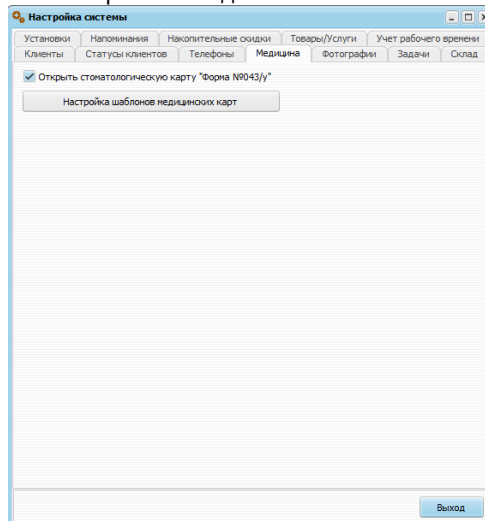 Настройка системы
Установки Напоминания Накопительные скидки Товары/Услуги Учет рабочего времени
Клиенты Статусы клиентов Телефоны Медицина Фотографии Задачи Склад
Открыть стоматологическую карту "Форма №043/у"
Настройка шаблонов медицинских карт
Выход